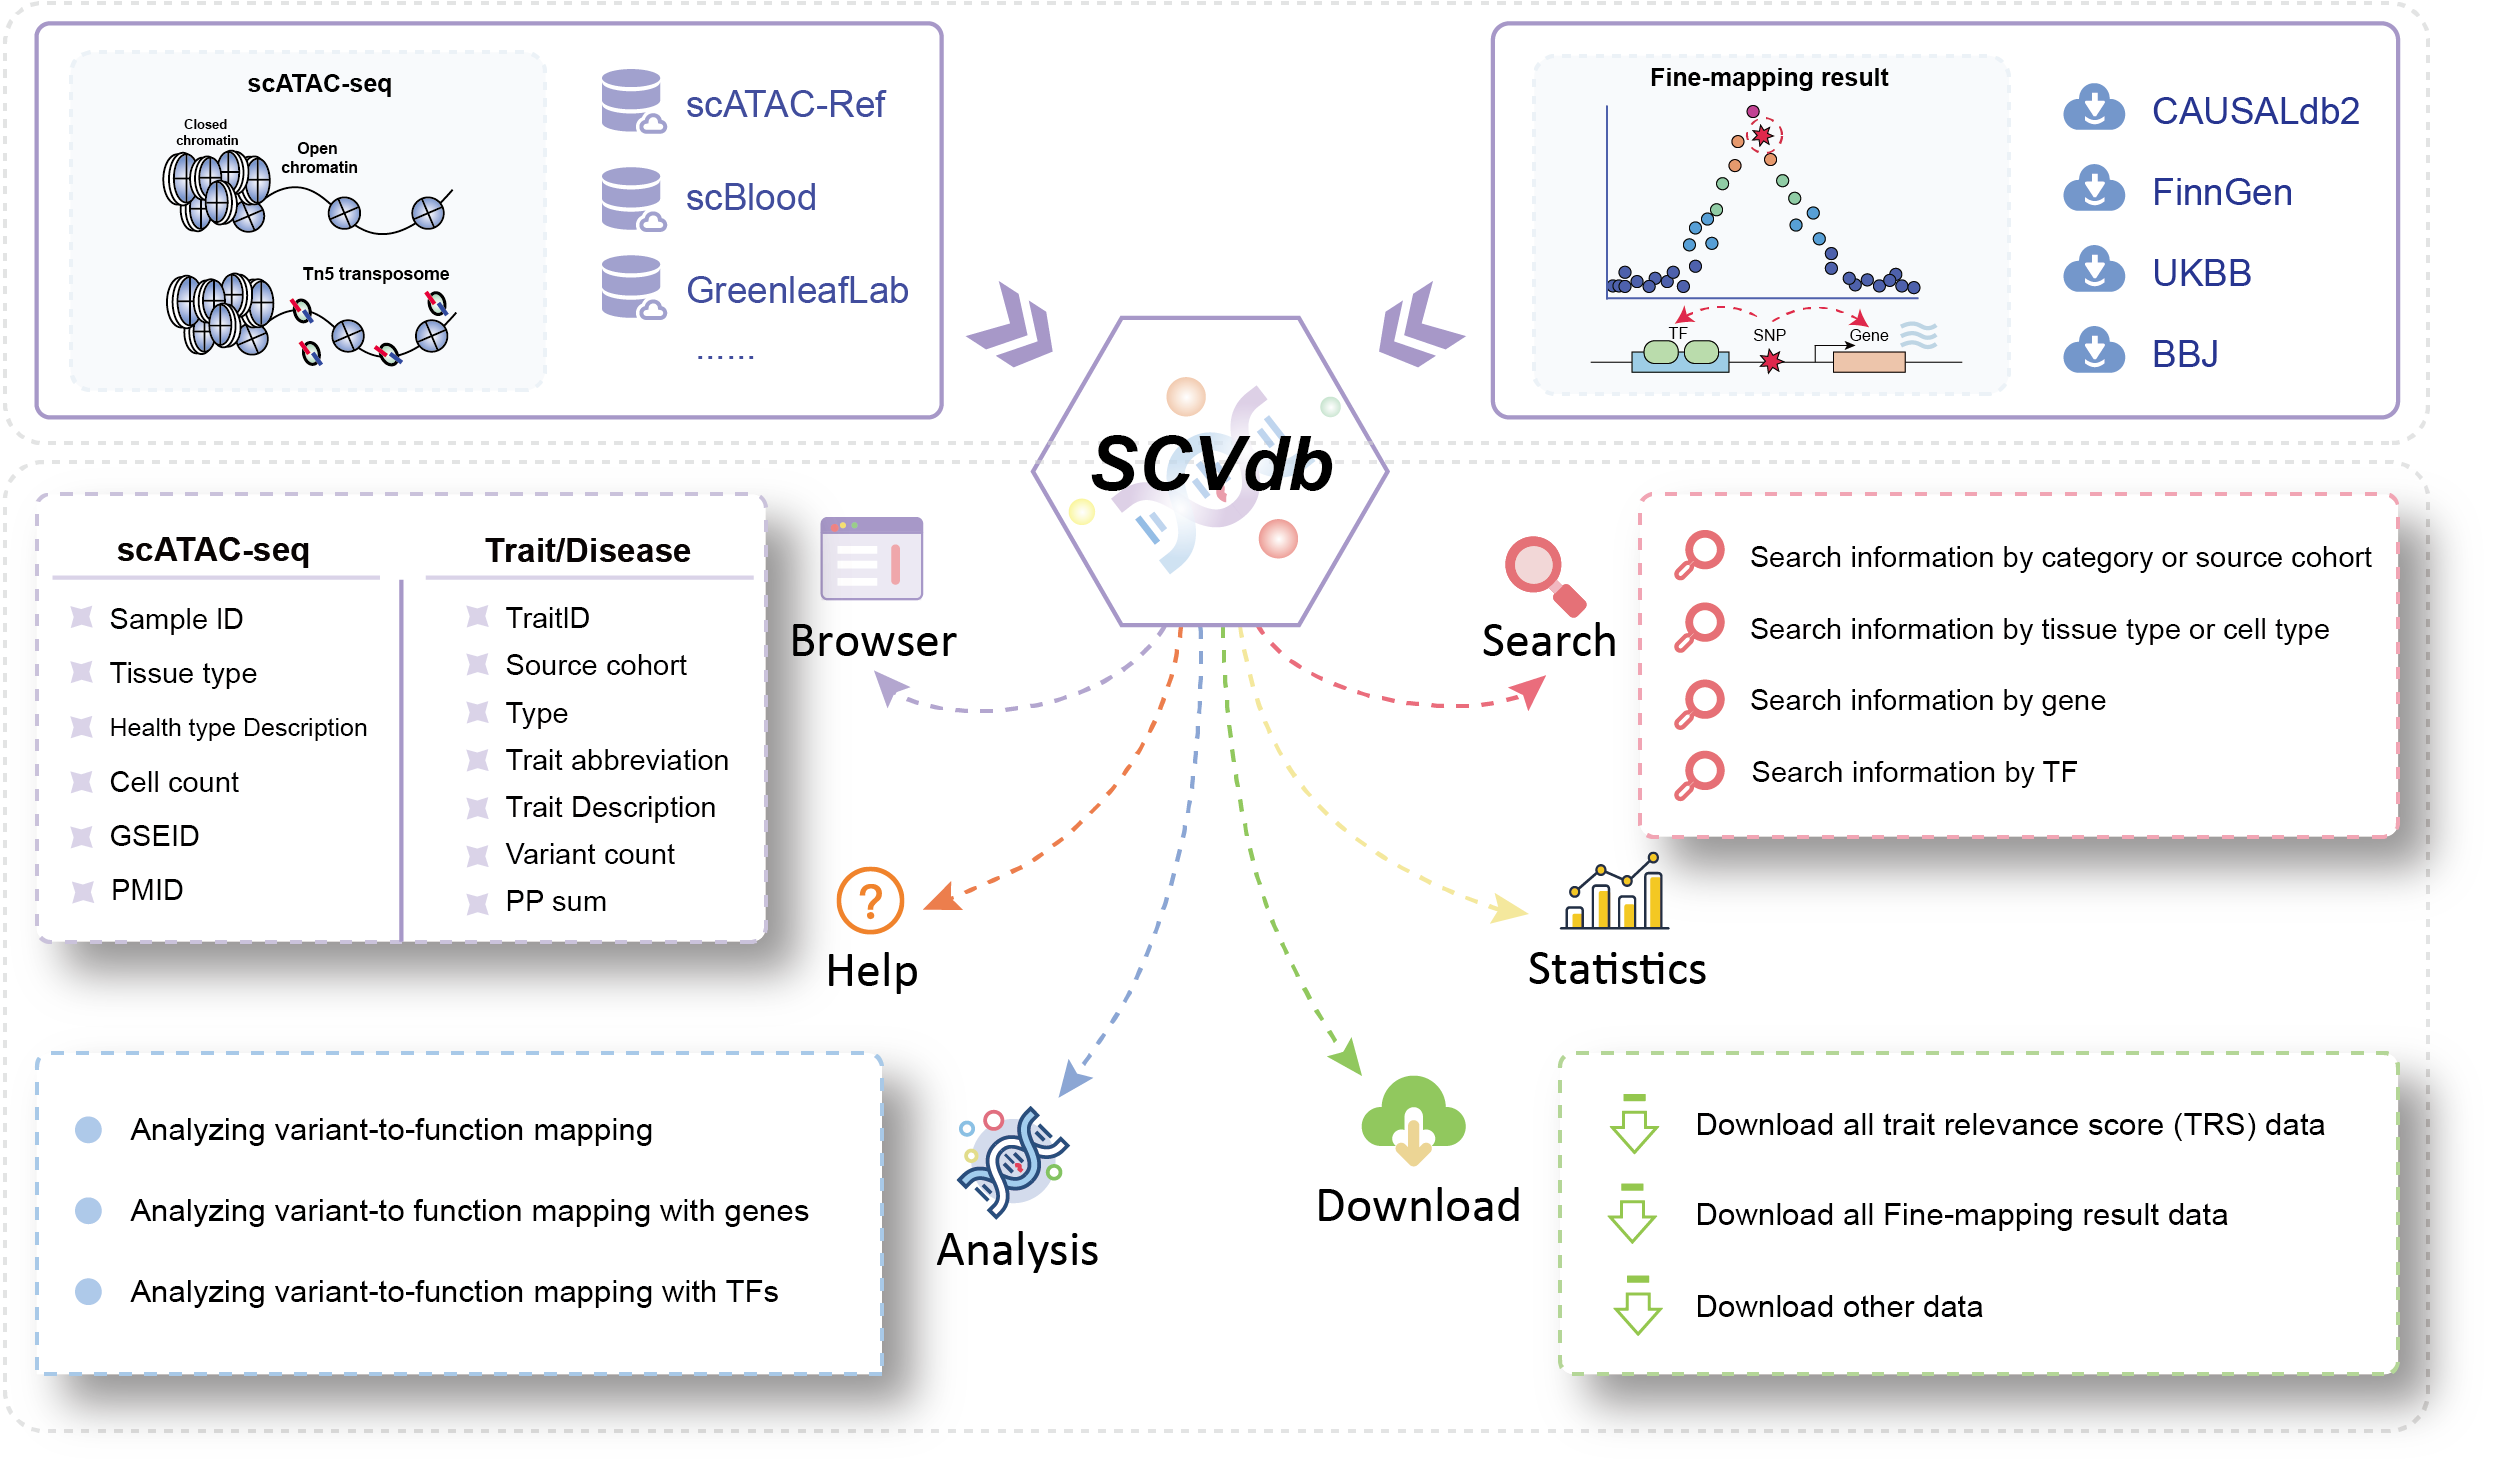 scATAC-seq
Closed
chromatin
Open
chromatin
Tn5 transposome
scATAC-Ref
scBlood
GreenleafLab
......
Fine-mapping result
TF
SNP
Gene
CAUSALdb2
FinnGen
UKBB
BBJ
SCVdb
scATAC-seq
Sample ID
Tissue type
Health type Description
Cell count
GSEID
PMID
Trait/Disease
TraitID
Source cohort
Type
Trait abbreviation
Trait Description
Variant count
PP sum
Browser
Search
Search information by category or source cohort
Search information by tissue type or cell type
Search information by gene
Search information by TF
?
Help
Statistics
Analyzing variant-to-function mapping
Analyzing variant-to function mapping with genes
Analyzing variant-to-function mapping with TFs
Analysis
Download
Download all trait relevance score (TRS) data
Download all Fine-mapping result data
Download other data